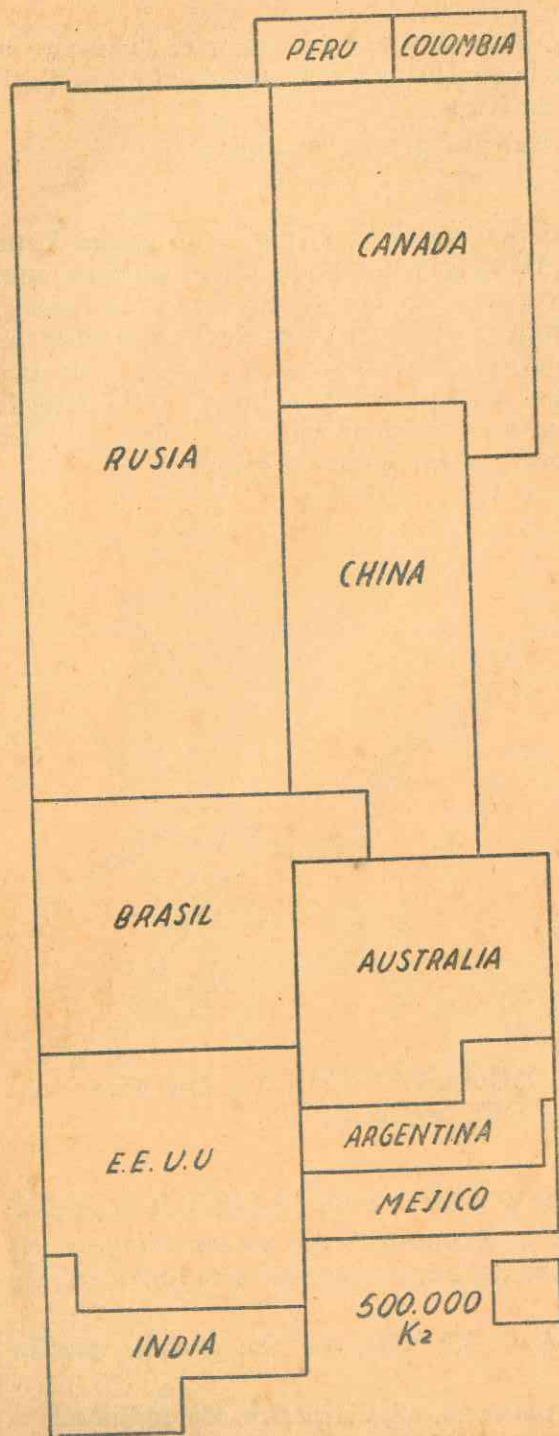 PERU
COLOMBIA
CANADA
RUSIA
CHINA
BRASIL
AUSTRALIA
ARGENTINA
E.E.U.U
MEJICO
500.000
K2
INDIA